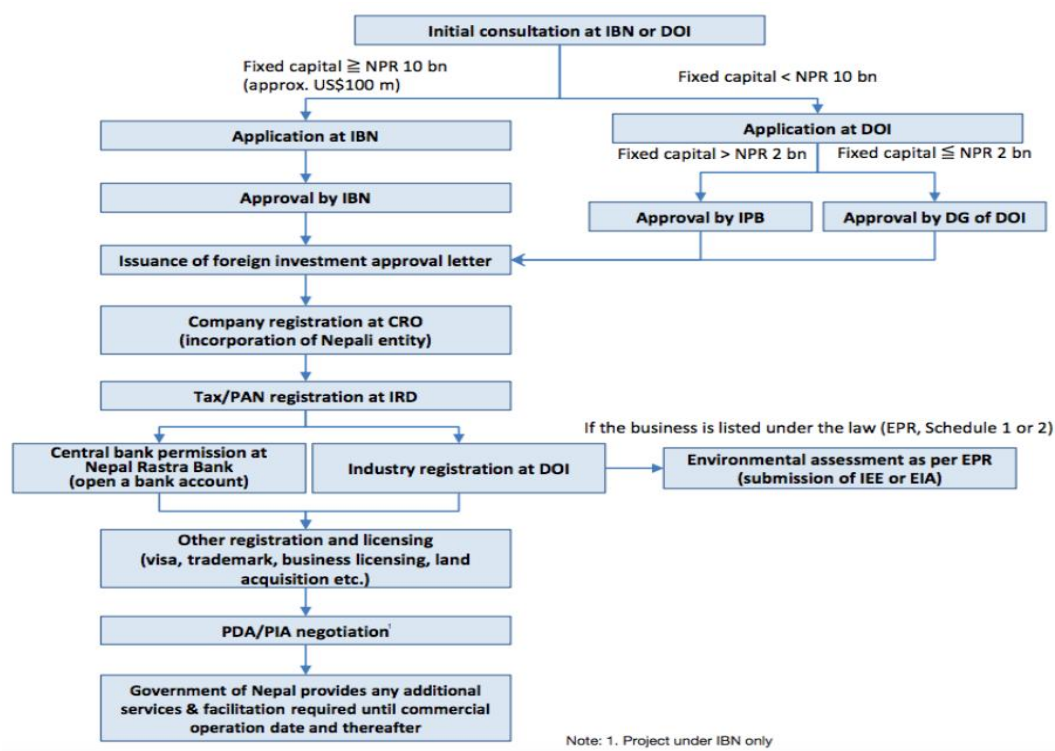 Initial consultation at IBN or DOI
Fixed capital ≧ NPR 10 bn
(approx. US$100 m)
Fixed capital < NPR 10 bn
Application at IBN
Application at DOI
Fixed capital > NPR 2 bn
Fixed capital ≦ NPR 2 bn
Approval by IBN
Approval by IPB
Approval by DG of DOI
Issuance of foreign investment approval letter
Company registration at CRO
(incorporation of Nepali entity)
Tax/PAN registration at IRD
If the business is listed under the law (EPR, Schedule 1 or 2)
Central bank permission at
Nepal Rastra Bank
(open a bank account)
Industry registration at DOI
Environmental assessment as per EPR
(submission of IEE or EIA)
Other registration and licensing
(visa, trademark, business licensing, land
acquisition etc.)
PDA/PIA negotiation¹
Government of Nepal provides any additional
services & facilitation required until commercial
operation date and thereafter
Note: 1. Project under IBN only